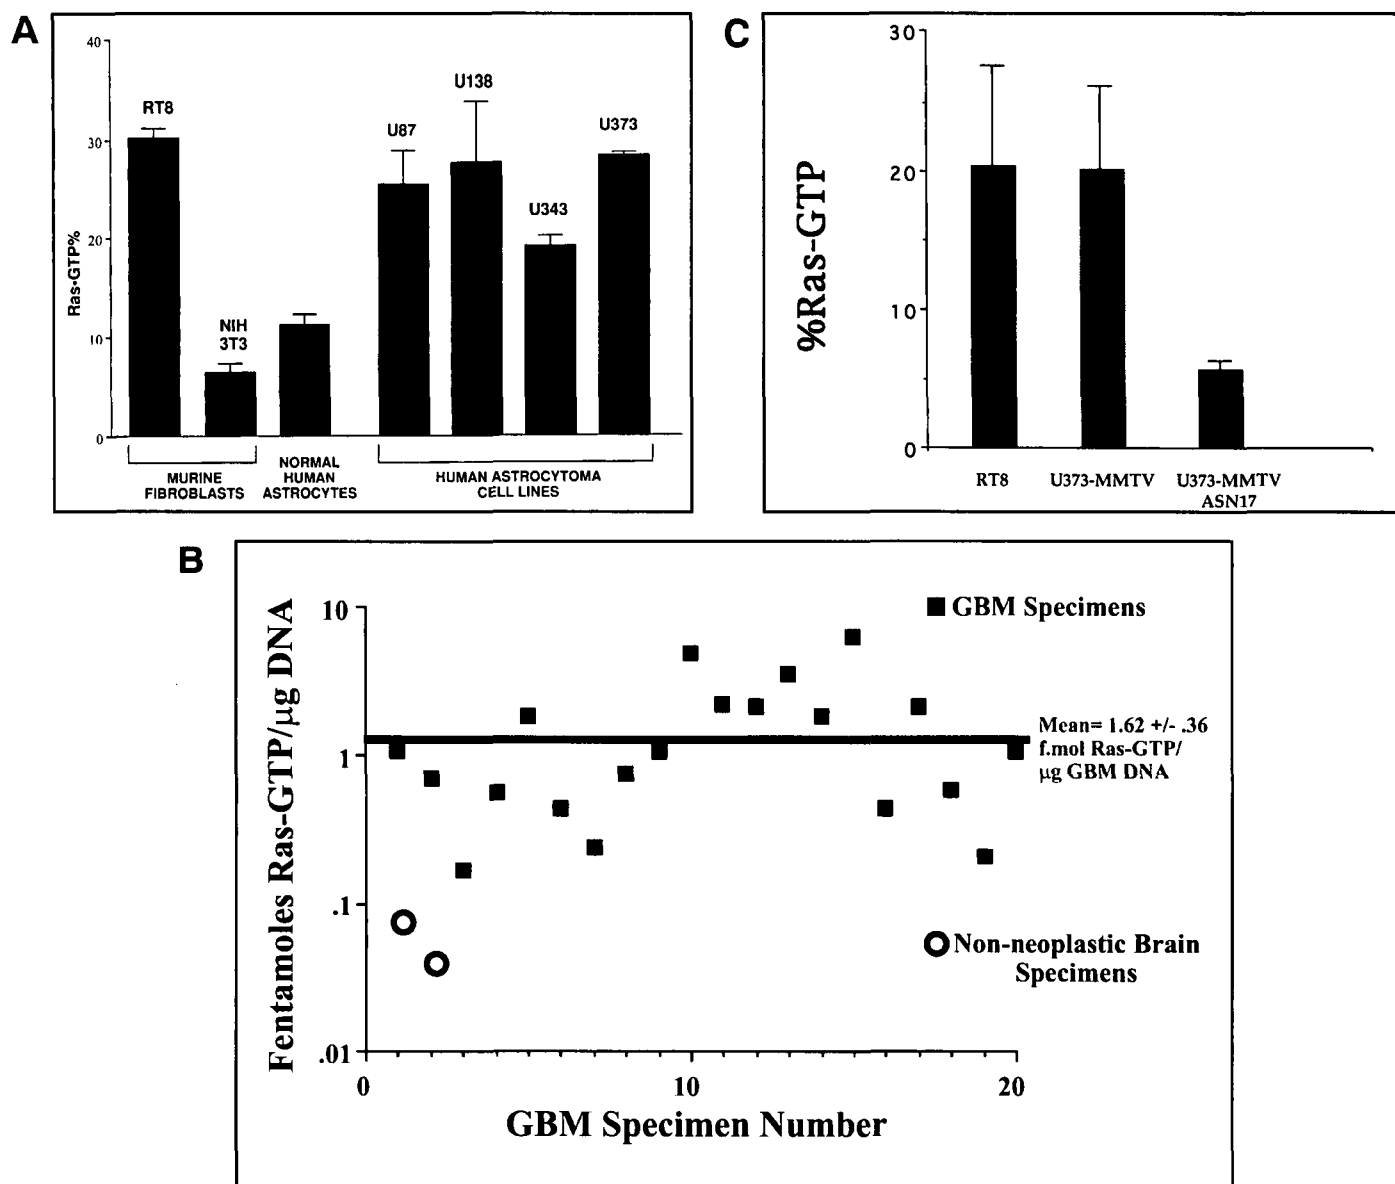 A
40
30
20
10
0
Ras•GTP%
RT8
NIH
3T3
U87
U138
U343
U373
MURINE
FIBROBLASTS
NORMAL
HUMAN
ASTROCYTES
HUMAN ASTROCYTOMA
CELL LINES
C
30
20
10
0
%Ras-GTP
RT8
U373-MMTV
U373-MMTV
ASN17
B
10
1
.1
.01
Fentamoles Ras-GTP/µg DNA
GBM Specimens
Mean= 1.62 +/- .36
f.mol Ras-GTP/
µg GBM DNA
Non-neoplastic Brain
Specimens
0
10
20
GBM Specimen Number